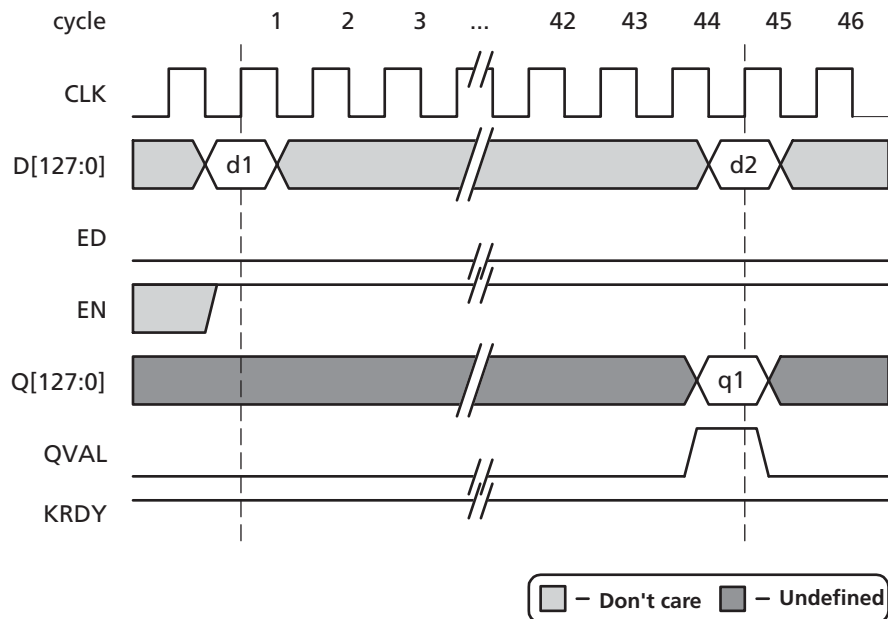 cycle 1 2 3 ... 42 43 44 45 46
CLK
D[127:0] d1 d2
ED
EN
Q[127:0] q1
QVAL
KRDY
– Don't care – Undefined